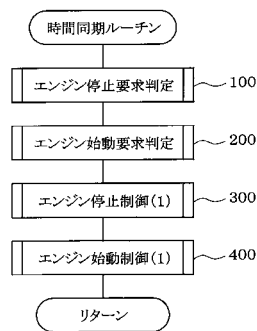 時間同期ルーチン
エンジン停止要求判定
100
エンジン始動要求判定
200
エンジン停止制御(1)
300
エンジン始動制御(1)
400
リターン